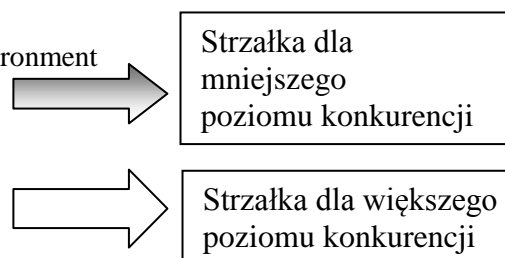 Strzałka dla
ronment
mniejszego
poziomu konkurencji
Strzałka dla większego
poziomu konkurencji